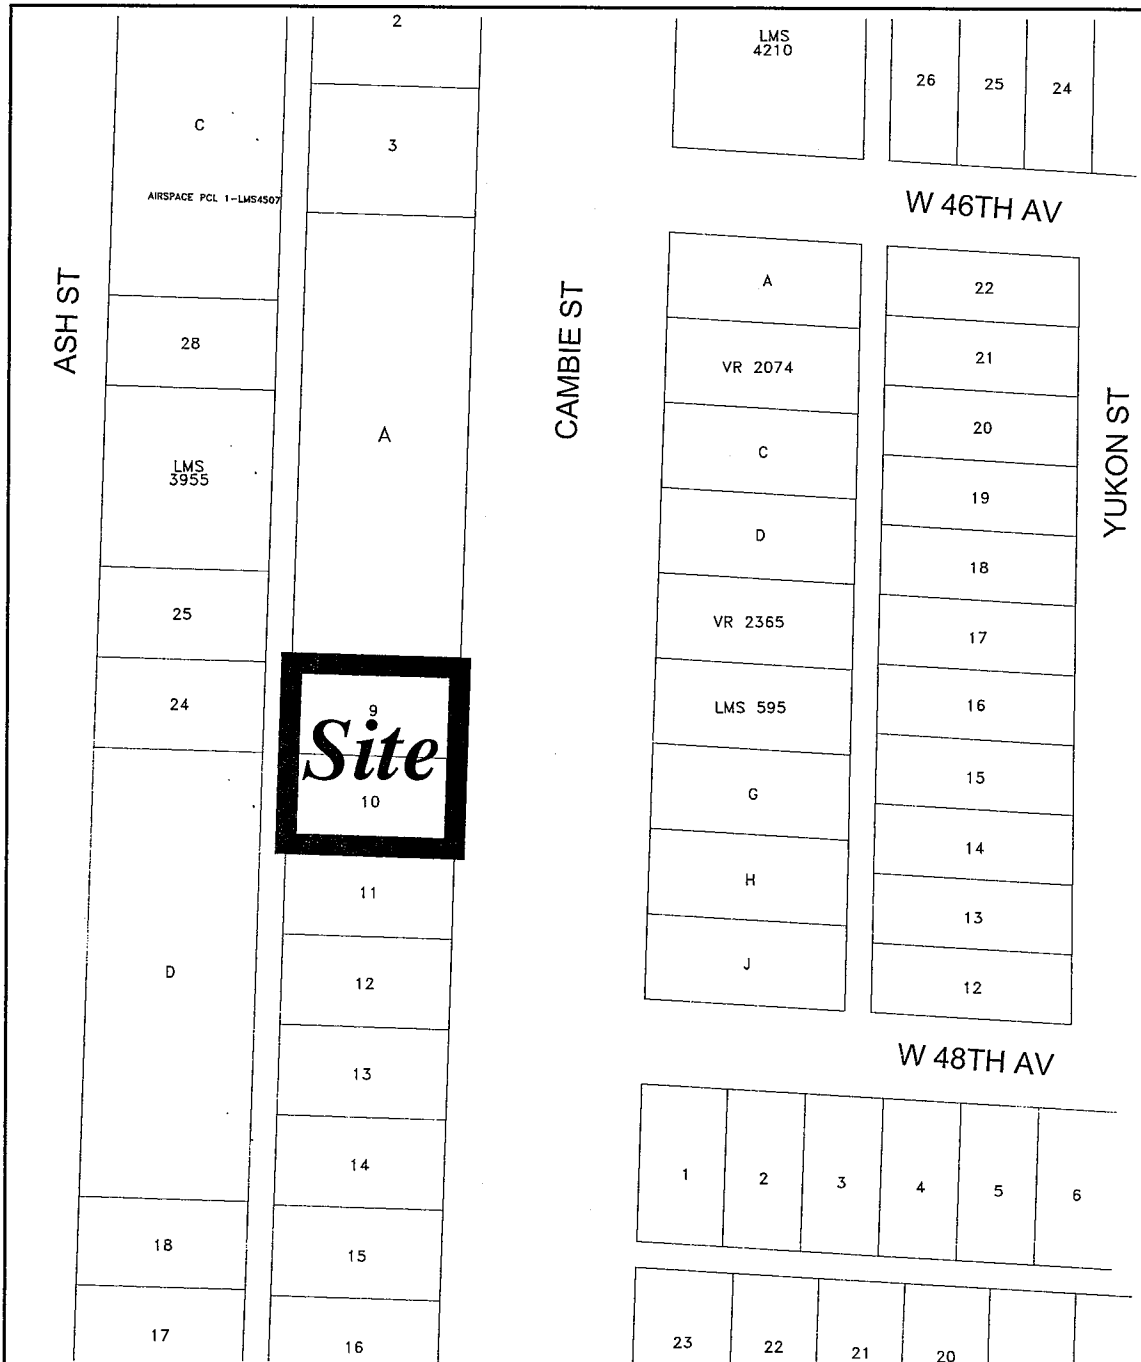 2
LMS
4210
26
25
24
C
3
AIRSPACE PCL 1-LMS4507
W 46TH AV
ASH ST
CAMBIE ST
YUKON ST
28
LMS
3955
25
24
D
18
17
A
9
Site
10
11
12
13
14
15
16
A
VR 2074
C
D
VR 2365
LMS 595
G
H
J
22
21
20
19
18
17
16
15
14
13
12
W 48TH AV
1
2
3
4
5
6
23
22
21
20